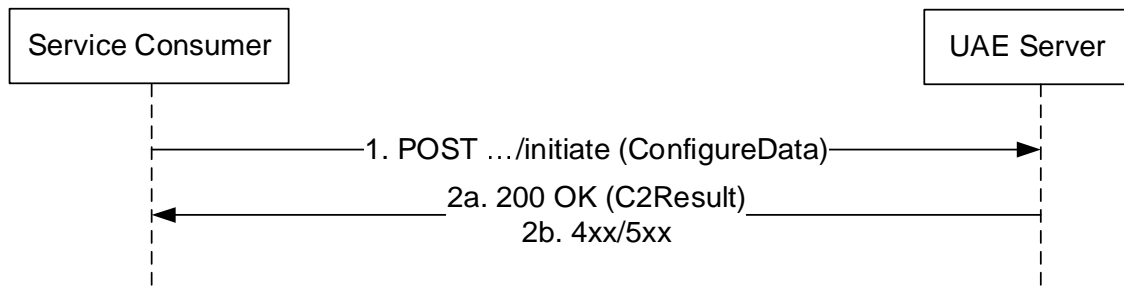 Service Consumer
UAE Server
1. POST …/initiate (ConfigureData)
2a. 200 OK (C2Result)
2b. 4xx/5xx